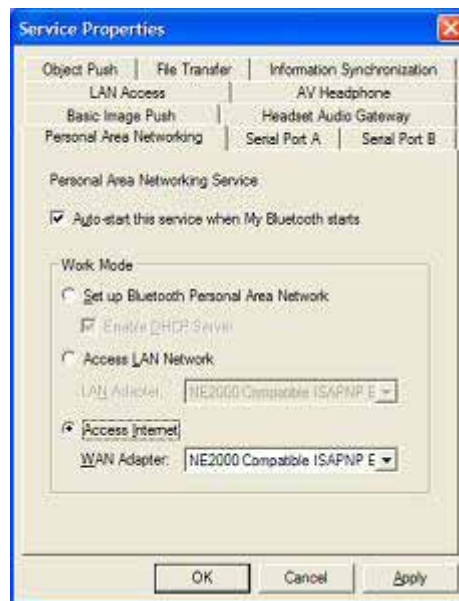 Service Properties
Object Push File Transfer Information Synchronization
LAN Access AV Headphone
Basic Image Push Headset Audio Gateway
Personal Area Networking Serial Port A Serial Port B
Personal Area Networking Service
Auto-start this service when My Bluetooth starts
Work Mode
Set up Bluetooth Personal Area Network
Enable DHCP Server
Access LAN Network
LAN Adapter: NE2000 Compatible ISAPNP E
Access Internet
WAN Adapter: NE2000 Compatible ISAPNP E
OK Cancel Apply